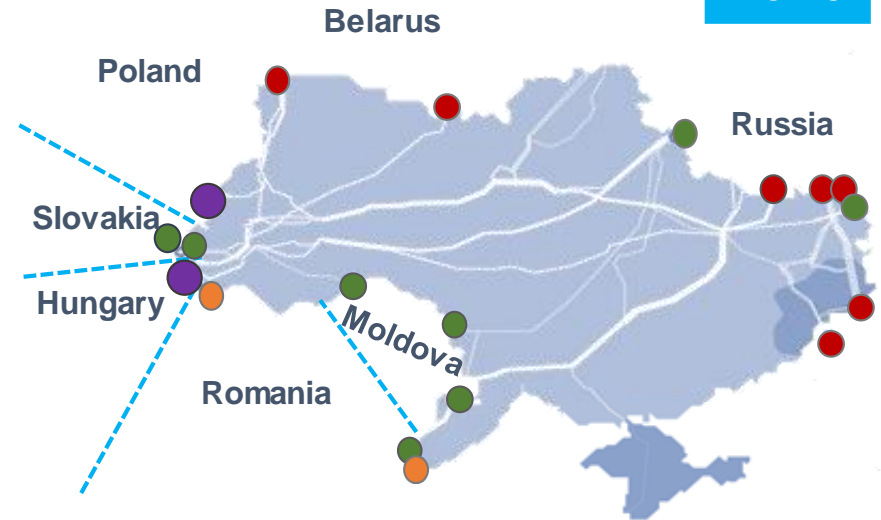 Belarus
Poland
Russia
Slovakia
Hungary
Moldova
Romania